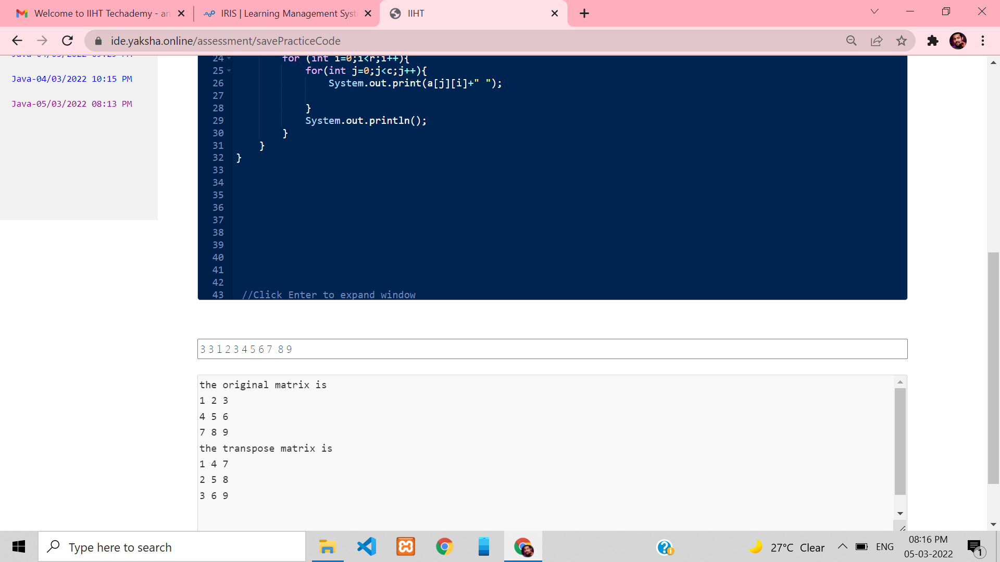 Welcome to IIHT Techademy - an
IRIS | Learning Management Syst
IIHT
ide.yaksha.online/assessment/savePracticeCode
Java-04/03/2022 10:15 PM
Java-05/03/2022 08:13 PM
24 for (int i=0;i<r;i++){
25 for(int j=0;j<c;j++){
26 System.out.print(a[j][i]+" ");
27
28 }
29 System.out.println();
30 }
31 }
32 }
33
34
35
36
37
38
39
40
41
42
43 //Click Enter to expand window
3 3 1 2 3 4 5 6 7  8 9
the original matrix is
1 2 3
4 5 6
7 8 9
the transpose matrix is
1 4 7
2 5 8
3 6 9
Type here to search
27°C Clear
ENG
08:16 PM
05-03-2022
1